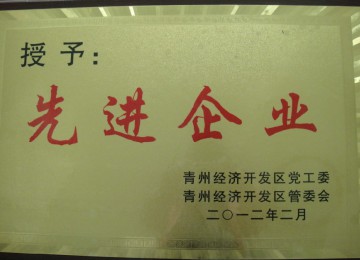 授予：
先进企业
青州经济开发区党工委
青州经济开发区管委会
二〇一二年二月